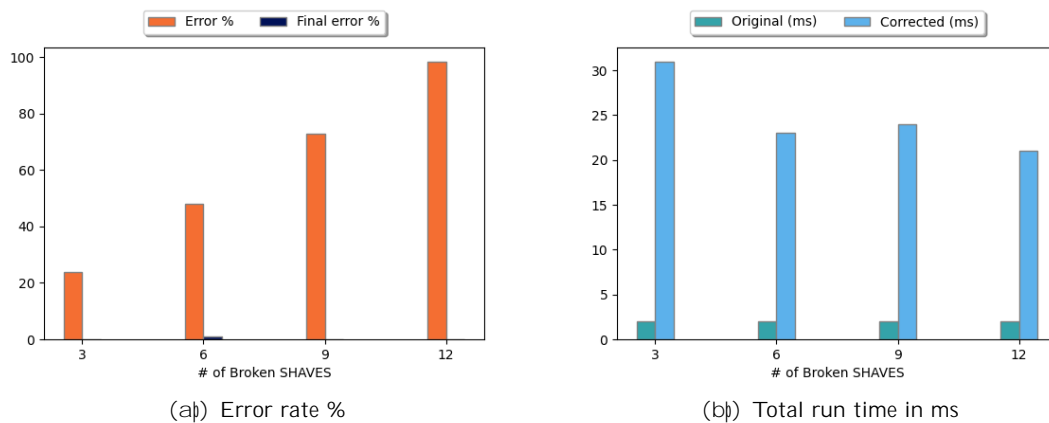 Error % Final error %
100
80
60
40
20
0
3 6 9 12
# of Broken SHAVES
(a) Error rate %
Original (ms) Corrected (ms)
30
25
20
15
10
5
0
3 6 9 12
# of Broken SHAVES
(b) Total run time in ms